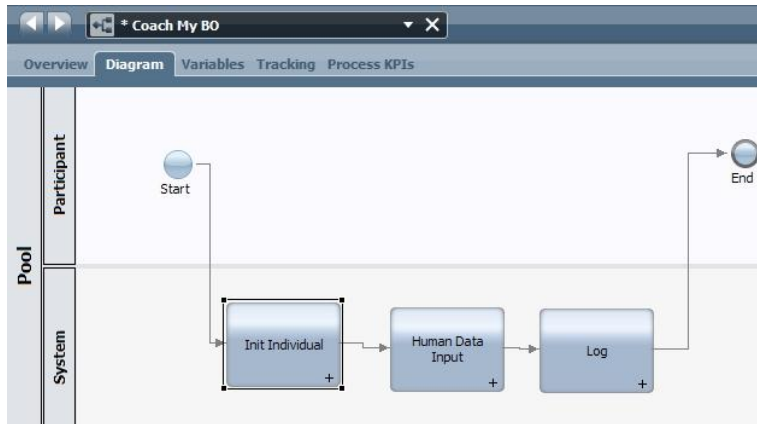 * Coach My BO
Overview Diagram Variables Tracking Process KPIs
Pool
Participant
Start
End
System
Init Individual
+
Human Data
Input
+
Log
+